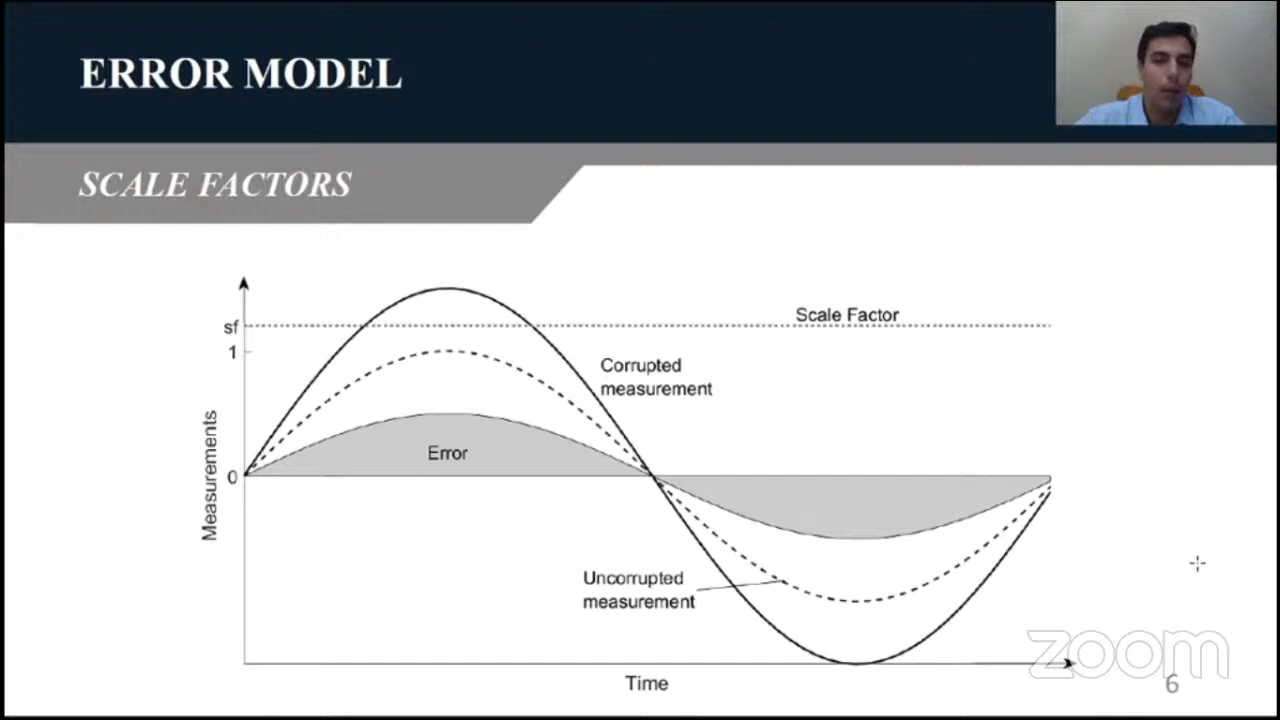 ERROR MODEL
SCALE FACTORS
sf
Scale Factor
1
Corrupted
measurement
Measurements
Error
0
Uncorrupted
measurement
zoom
Time
6